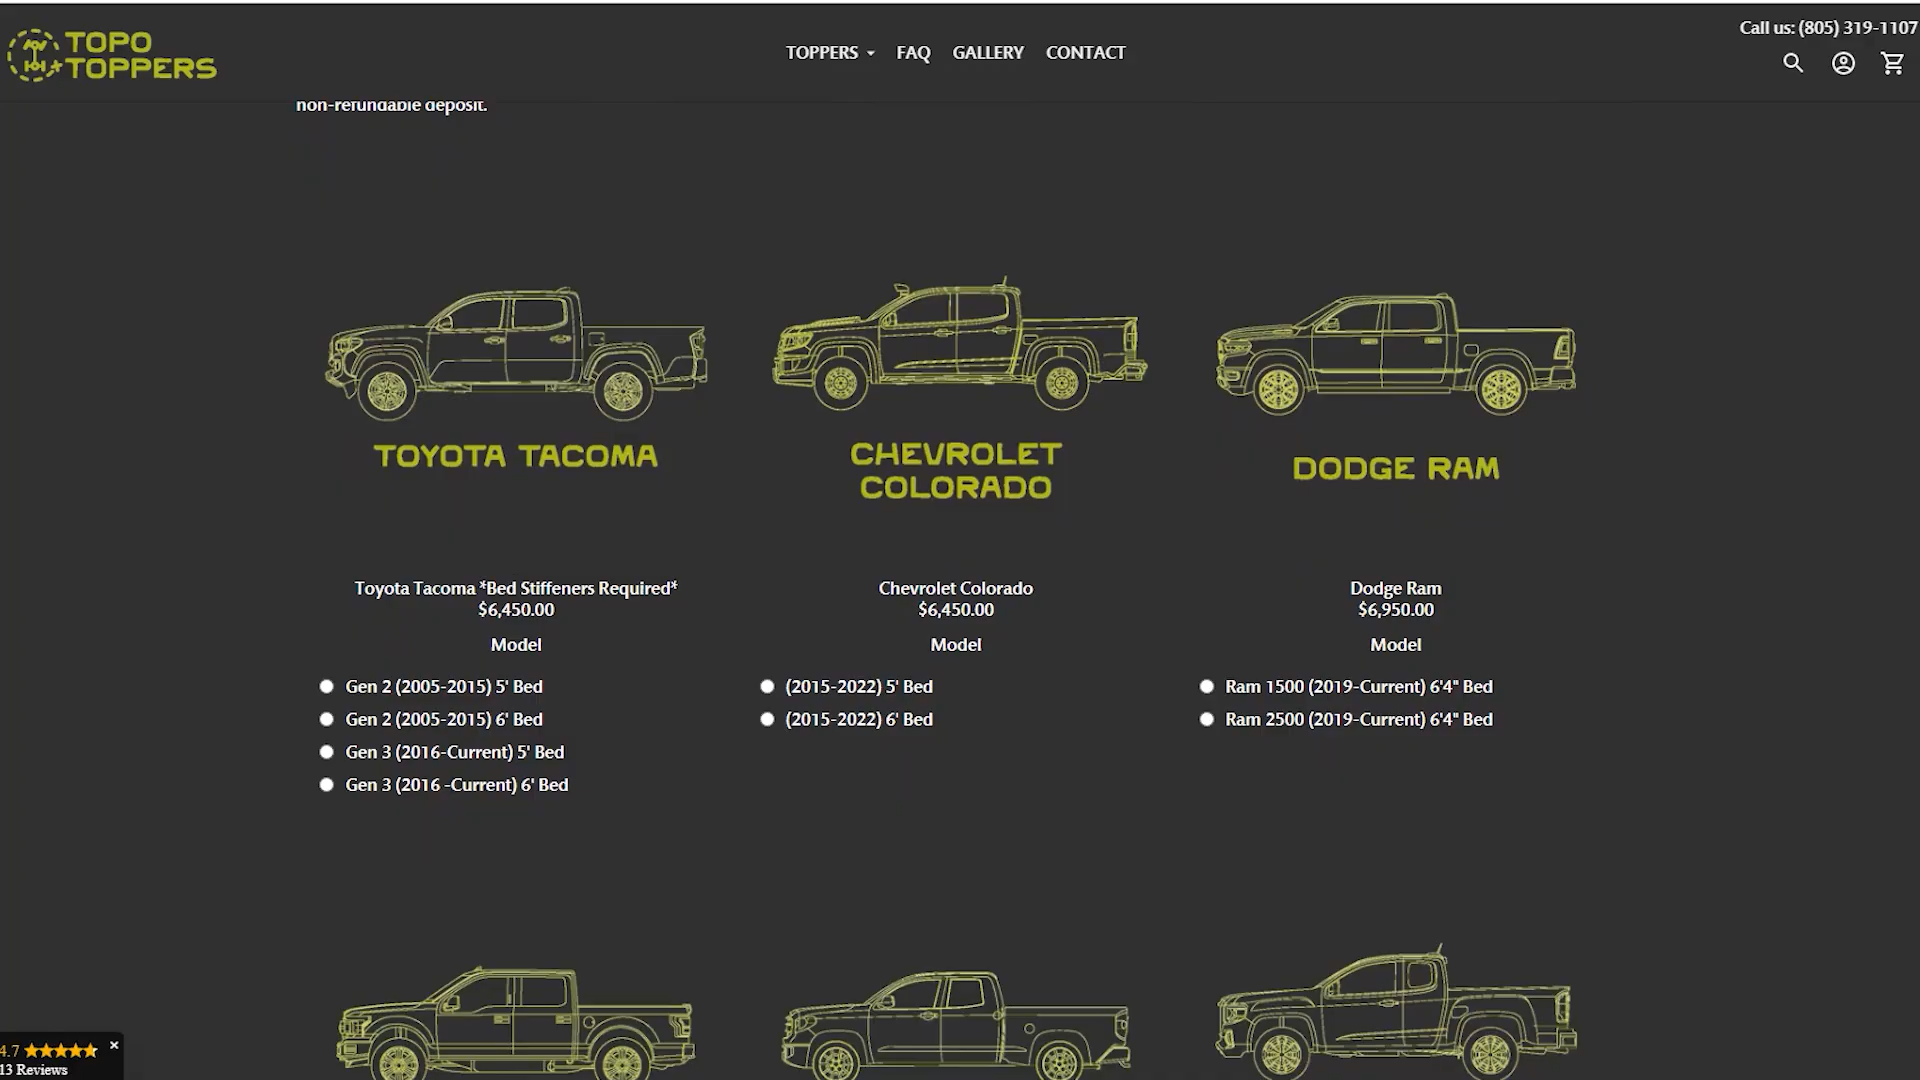 TOPO
TOPPERS
TOPPERS
FAQ
GALLERY
CONTACT
Call us: (805) 319-1107
non-refundable deposit.
TOYOTA TACOMA
CHEVROLET
COLORADO
DODGE RAM
Toyota Tacoma *Bed Stiffeners Required*
$6,450.00
Model
Gen 2 (2005-2015) 5' Bed
Gen 2 (2005-2015) 6' Bed
Gen 3 (2016-Current) 5' Bed
Gen 3 (2016 -Current) 6' Bed
Chevrolet Colorado
$6,450.00
Model
(2015-2022) 5' Bed
(2015-2022) 6' Bed
Dodge Ram
$6,950.00
Model
Ram 1500 (2019-Current) 6'4" Bed
Ram 2500 (2019-Current) 6'4" Bed
4.7
13 Reviews